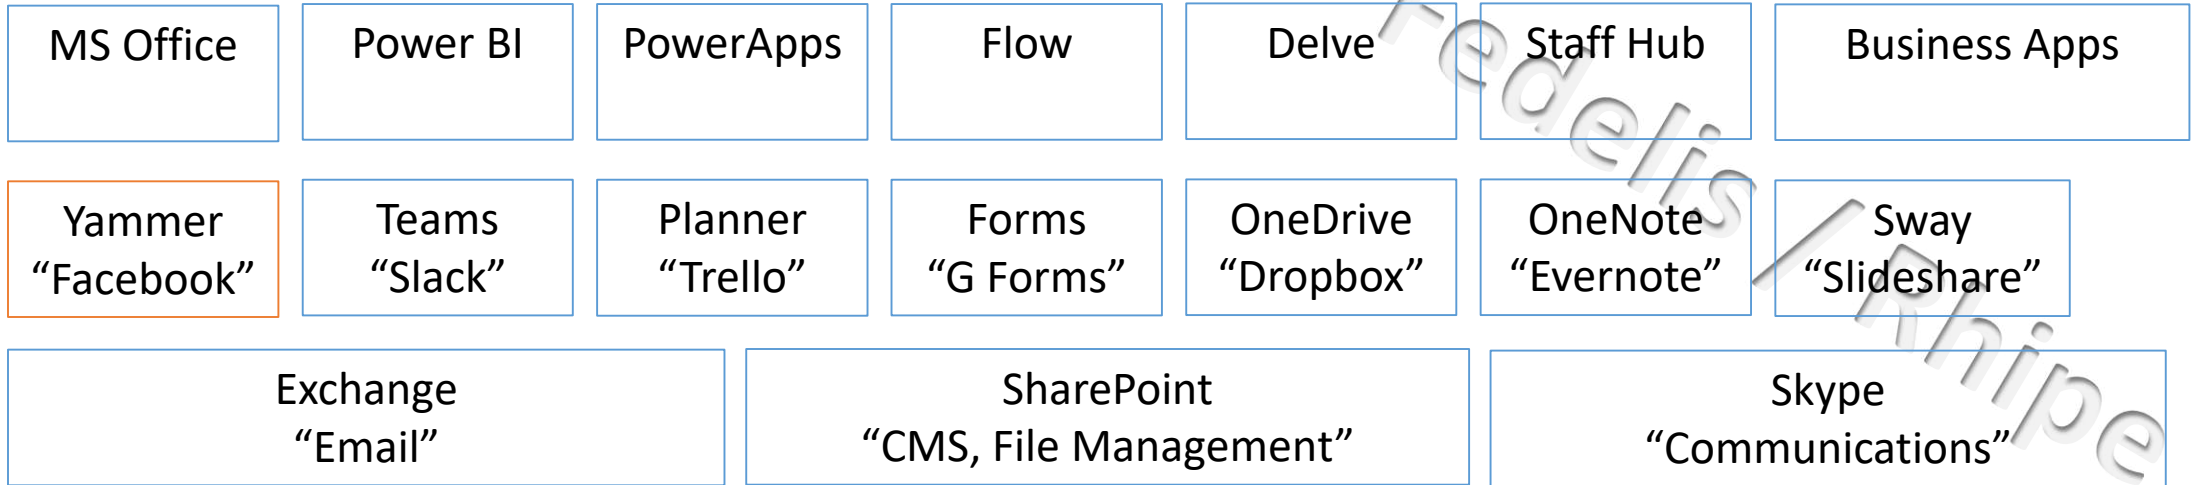 MS Office
Power BI
PowerApps
Flow
Delve
Staff Hub
Business Apps
Yammer
“Facebook”
Teams
“Slack”
Planner
“Trello”
Forms
“G Forms”
OneDrive
“Dropbox”
OneNote
“Evernote”
Sway
“Slideshare”
Exchange
“Email”
SharePoint
“CMS, File Management”
Skype
“Communications”
/ Rhipe